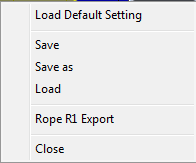 Load Default Setting
Save
Save as
Load
Rope R1 Export
Close